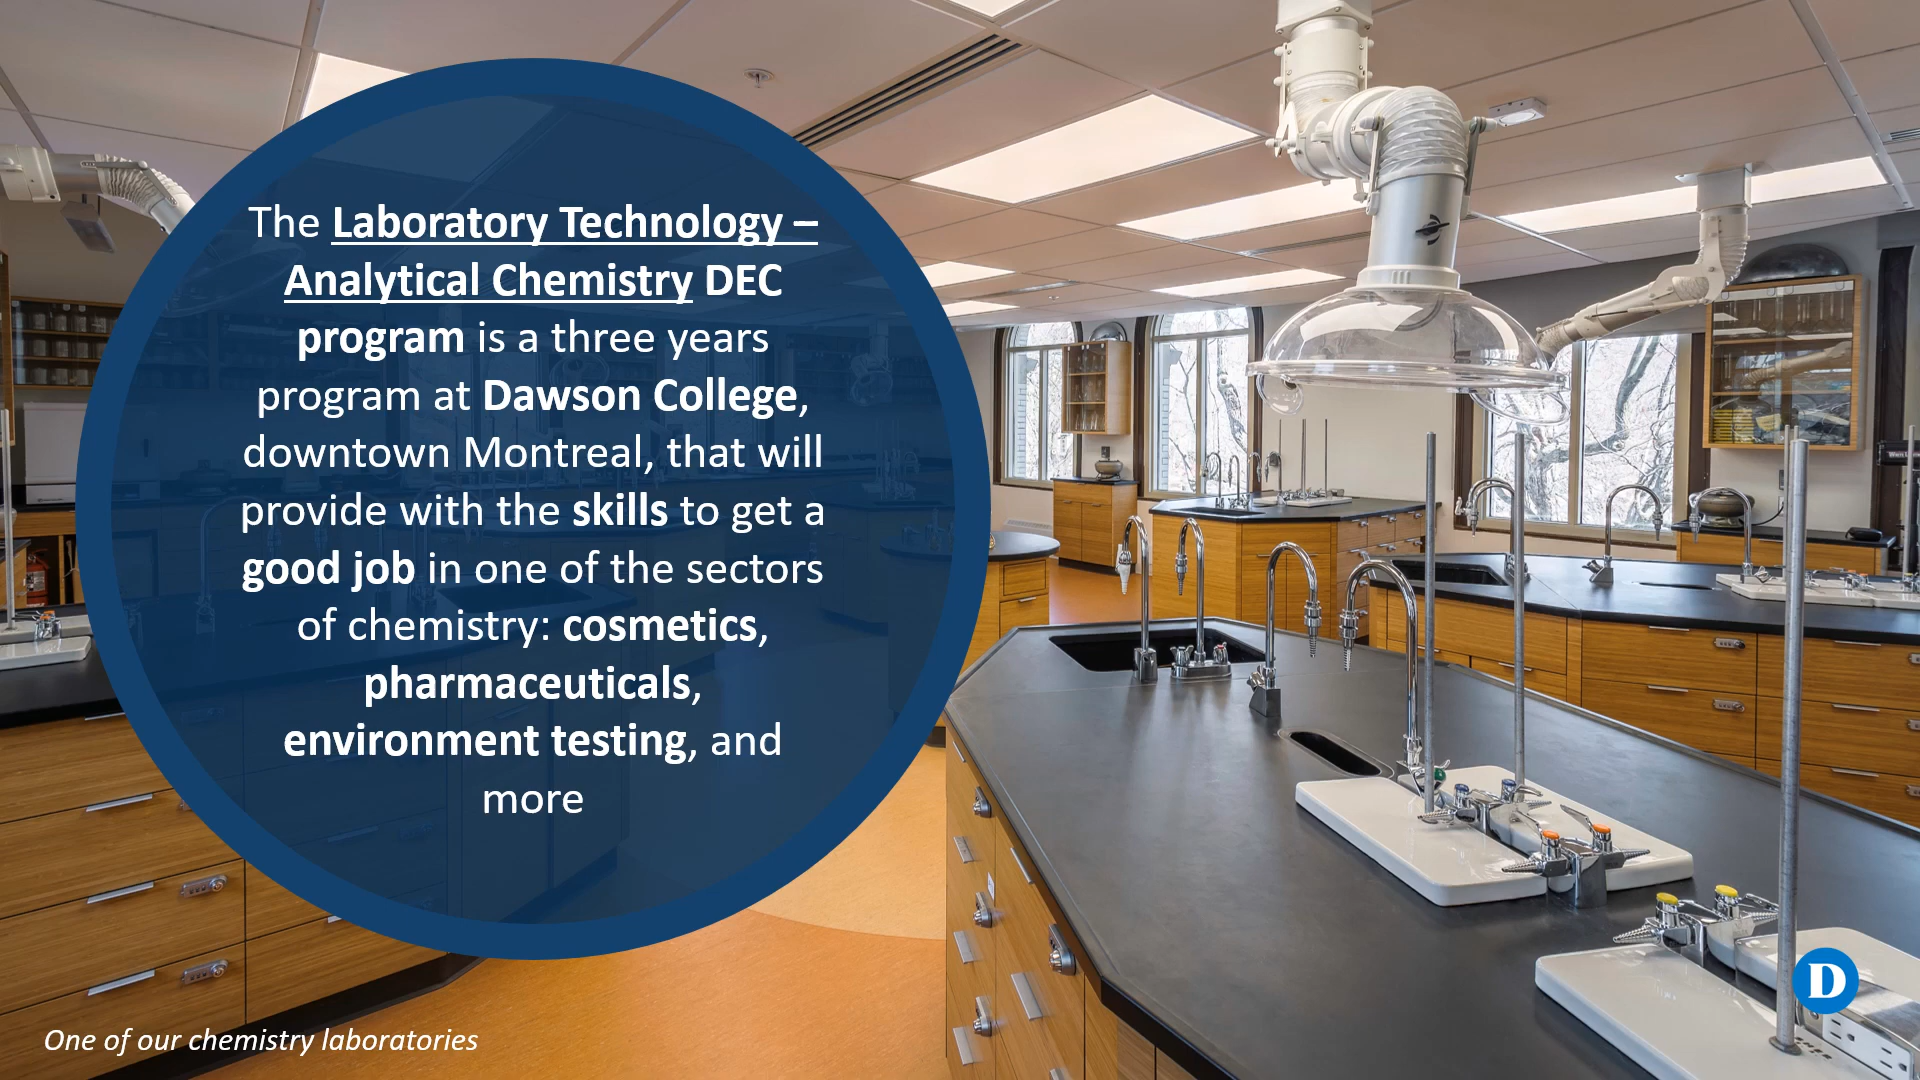 The Laboratory Technology –
Analytical Chemistry DEC
program is a three years
program at Dawson College,
downtown Montreal, that will
provide with the skills to get a
good job in one of the sectors
of chemistry: cosmetics,
pharmaceuticals,
environment testing, and
more
One of our chemistry laboratories
D